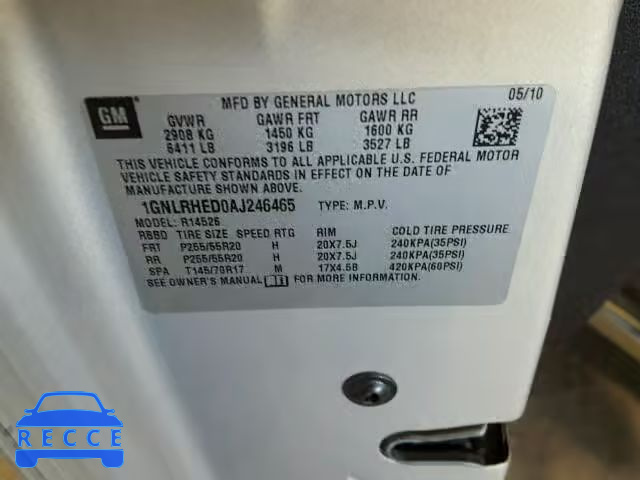 GM
MFD BY GENERAL MOTORS LLC 05/10
GVWR GAWR FRT GAWR RR
2908 KG 1450 KG 1600 KG
6411 LB 3196 LB 3527 LB
THIS VEHICLE CONFORMS TO ALL APPLICABLE U.S. FEDERAL MOTOR
VEHICLE SAFETY STANDARDS IN EFFECT ON THE DATE OF
MANUFACTURE SHOWN ABOVE.
1GNLRHED0AJ246465 TYPE: M.P.V.
MODEL: R14526
RBBD TIRE SIZE SPEED RTG RIM COLD TIRE PRESSURE
FRT P255/55R20 H 20X7.5J 240KPA(35PSI)
RR P255/55R20 H 20X7.5J 240KPA(35PSI)
SPA T145/70R17 M 17X4.5B 420KPA(60PSI)
SEE OWNER'S MANUAL FOR MORE INFORMATION.
RECCE